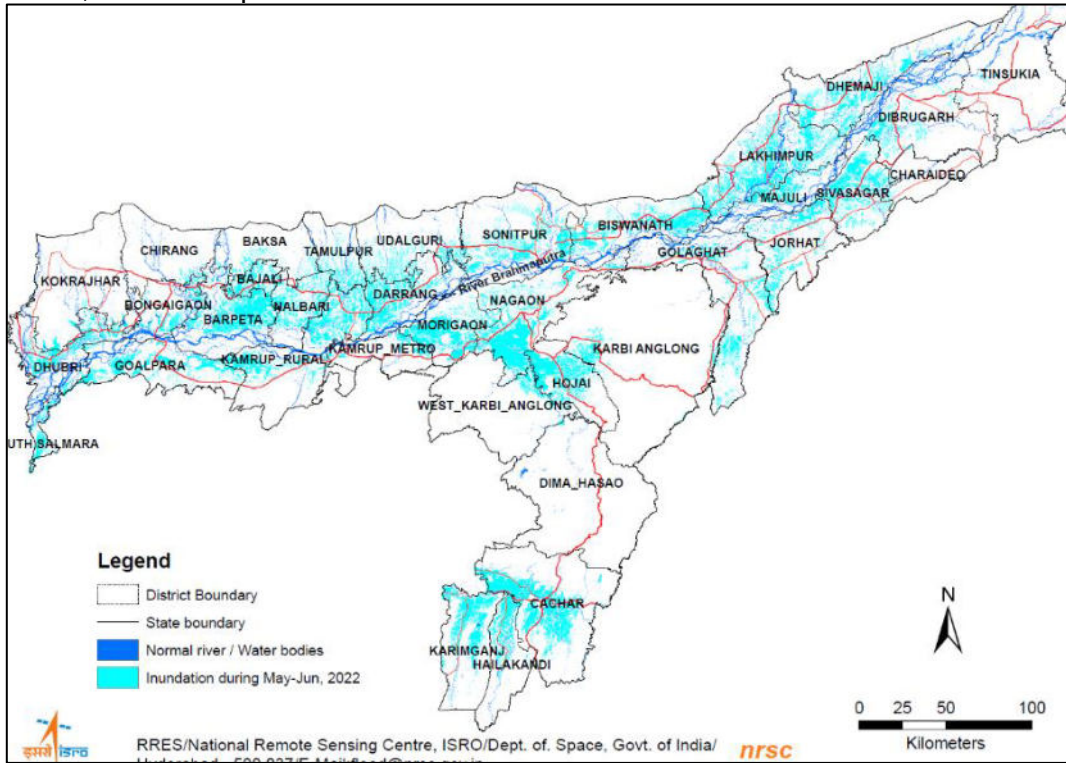 TINSUKIA
DHEMAJI
DIBRUGARH
LAKHIMPUR
CHARAIDEO
MAJULI
SIVASAGAR
BISWANATH
SONITPUR
UDALGURI
BAKSA
TAMULPUR
CHIRANG
JORHAT
GOLAGHAT
KOKRAJHAR
BAJALI
River Brahmaputra
DARRANG
NAGAON
BONGAIGAON
NALBARI
BARPETA
MORIGAON
KAMRUP_METRO
KARBI ANGLONG
DHUBRI
GOALPARA
KAMRUP_RURAL
HOJAI
WEST_KARBI_ANGLONG
UTH SALMARA
DIMA_HASAO
CACHAR
KARIMGANJ
HAILAKANDI
Legend
District Boundary
State boundary
Normal river / Water bodies
Inundation during May-Jun, 2022
N
0 25 50 100
Kilometers
इसरो isro
RRES/National Remote Sensing Centre, ISRO/Dept. of Space, Govt. of India/
nrsc